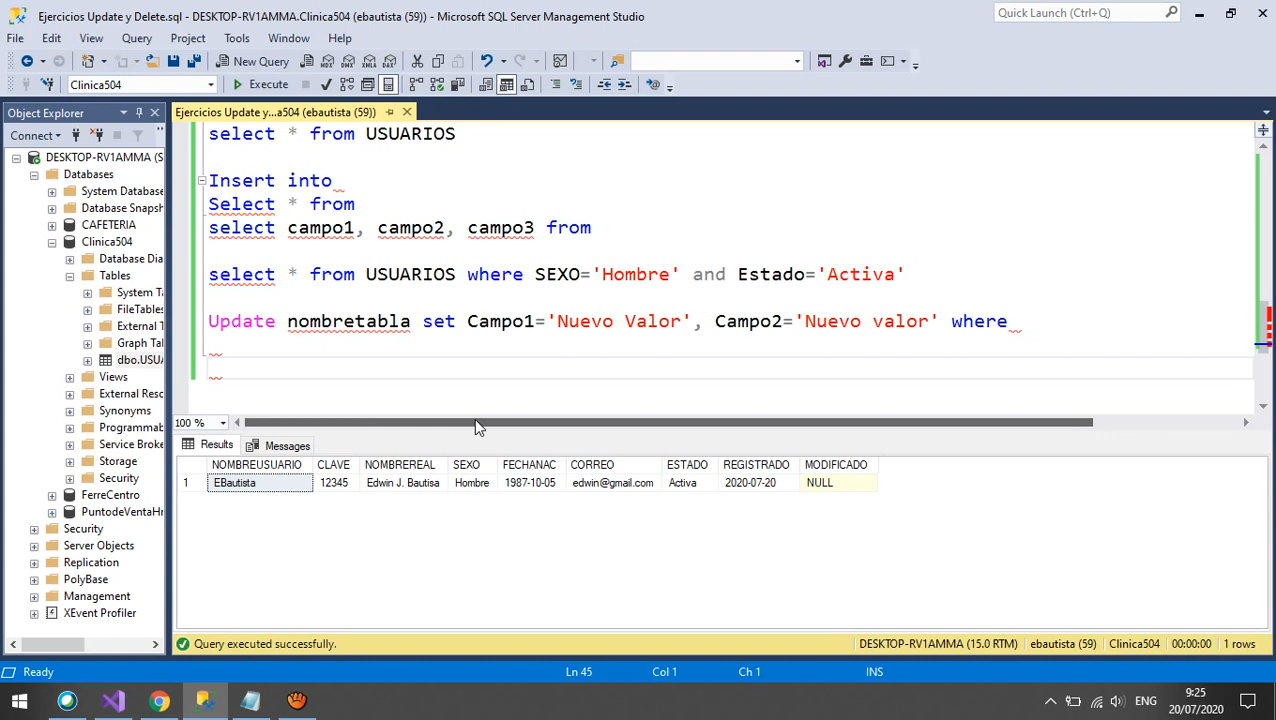 Ejercicios Update y Delete.sql - DESKTOP-RV1AMMA.Clinica504 (ebautista (59)) - Microsoft SQL Server Management Studio
Quick Launch (Ctrl+Q)
File Edit View Query Project Tools Window Help
New Query
Clinica504
Execute
Object Explorer
Ejercicios Update y...a504 (ebautista (59))
Connect
DESKTOP-RV1AMMA (S
Databases
System Database
Database Snaps
CAFETERIA
Clinica504
Database Dia
Tables
System Ta
FileTables
External T
Graph Tab
dbo.USUA
Views
External Reso
Synonyms
Programmab
Service Broke
Storage
Security
FerreCentro
PuntodeVentaHn
Security
Server Objects
Replication
PolyBase
Management
XEvent Profiler
select * from USUARIOS
Insert into
Select * from
select campo1, campo2, campo3 from
select * from USUARIOS where SEXO='Hombre' and Estado='Activa'
Update nombretabla set Campo1='Nuevo Valor', Campo2='Nuevo valor' where
100 %
Results Messages
NOMBREUSUARIO CLAVE NOMBREREAL SEXO FECHANAC CORREO ESTADO REGISTRADO MODIFICADO
1 EBautista 12345 Edwin J. Bautisa Hombre 1987-10-05 edwin@gmail.com Activa 2020-07-20 NULL
Query executed successfully.
DESKTOP-RV1AMMA (15.0 RTM) ebautista (59) Clinica504 00:00:00 1 rows
Ready
Ln 45 Col 1 Ch 1 INS
ENG
9:25
20/07/2020